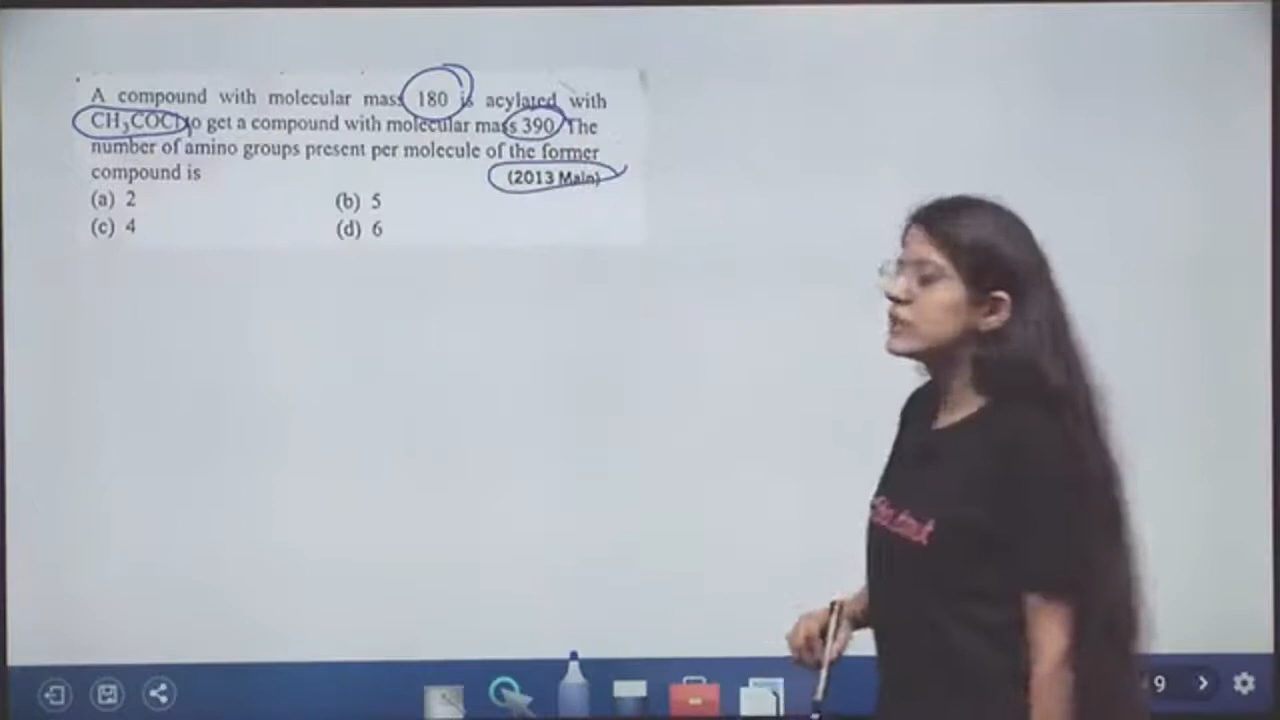 A compound with molecular mass 180 is acylated with
CH₃COCl to get a compound with molecular mass 390. The
number of amino groups present per molecule of the former
compound is
(2013 Main)
(a) 2
(b) 5
(c) 4
(d) 6
9